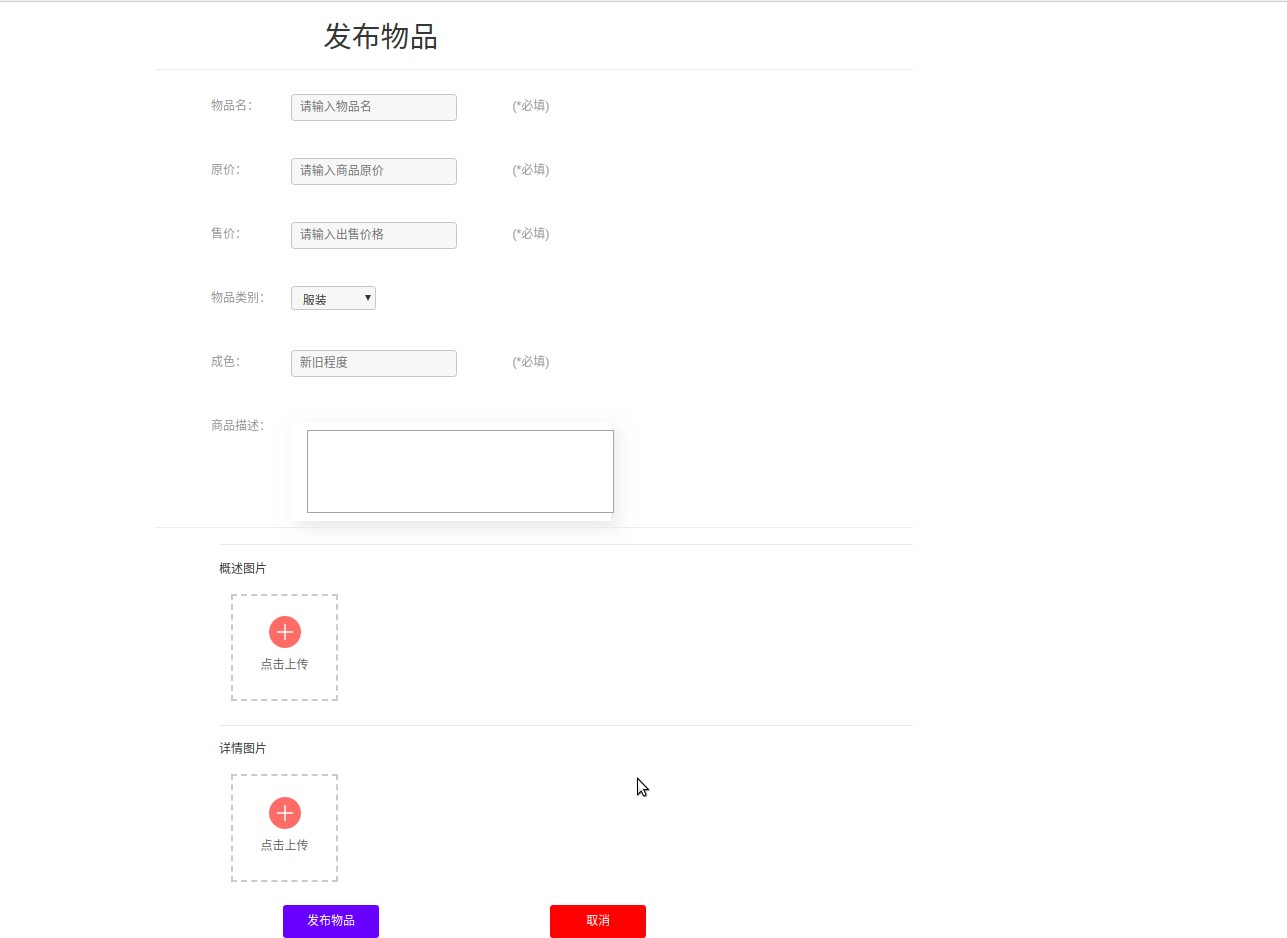 发布物品
物品名: 请输入物品名 (*必填)
原价: 请输入商品原价 (*必填)
售价: 请输入出售价格 (*必填)
物品类别: 服装
成色: 新旧程度 (*必填)
商品描述:
概述图片
点击上传
详情图片
点击上传
发布物品 取消